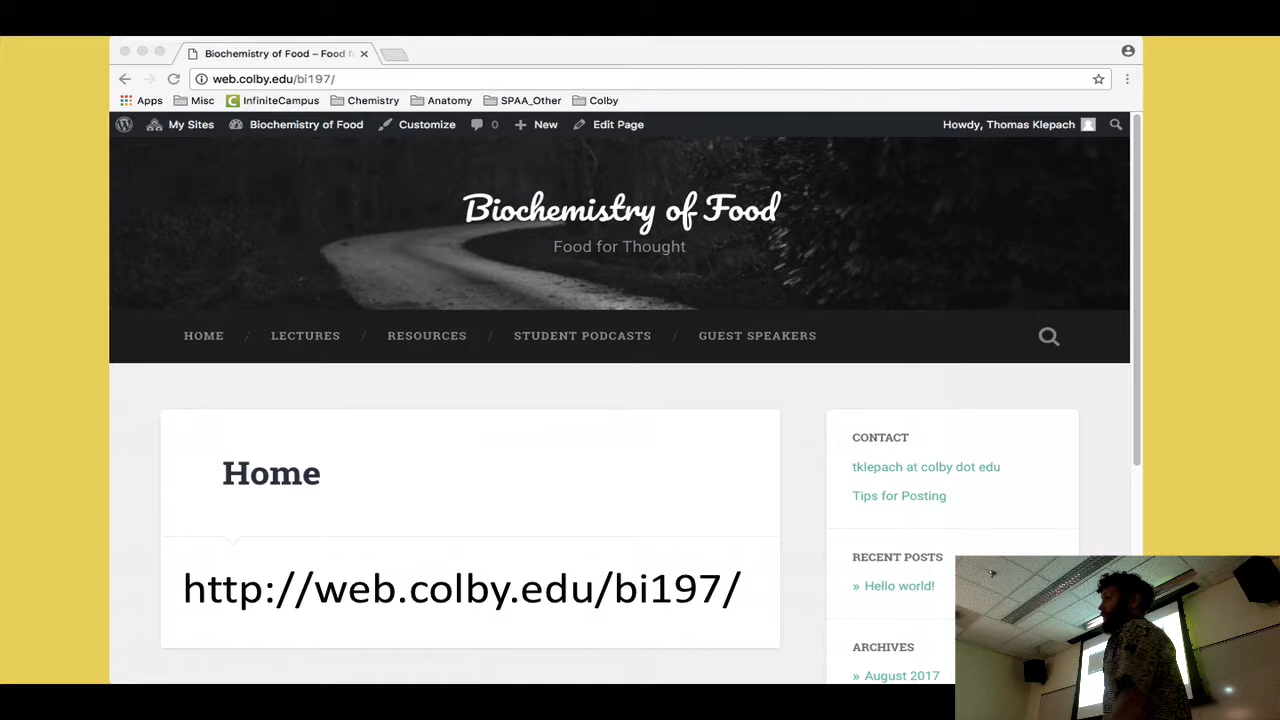 Biochemistry of Food – Food f
web.colby.edu/bi197/
Apps Misc InfiniteCampus Chemistry Anatomy SPAA_Other Colby
My Sites Biochemistry of Food Customize 0 New Edit Page Howdy, Thomas Klepach
Biochemistry of Food
Food for Thought
HOME / LECTURES / RESOURCES / STUDENT PODCASTS / GUEST SPEAKERS
Home
http://web.colby.edu/bi197/
CONTACT
tklepach at colby dot edu
Tips for Posting
RECENT POSTS
» Hello world!
ARCHIVES
» August 2017